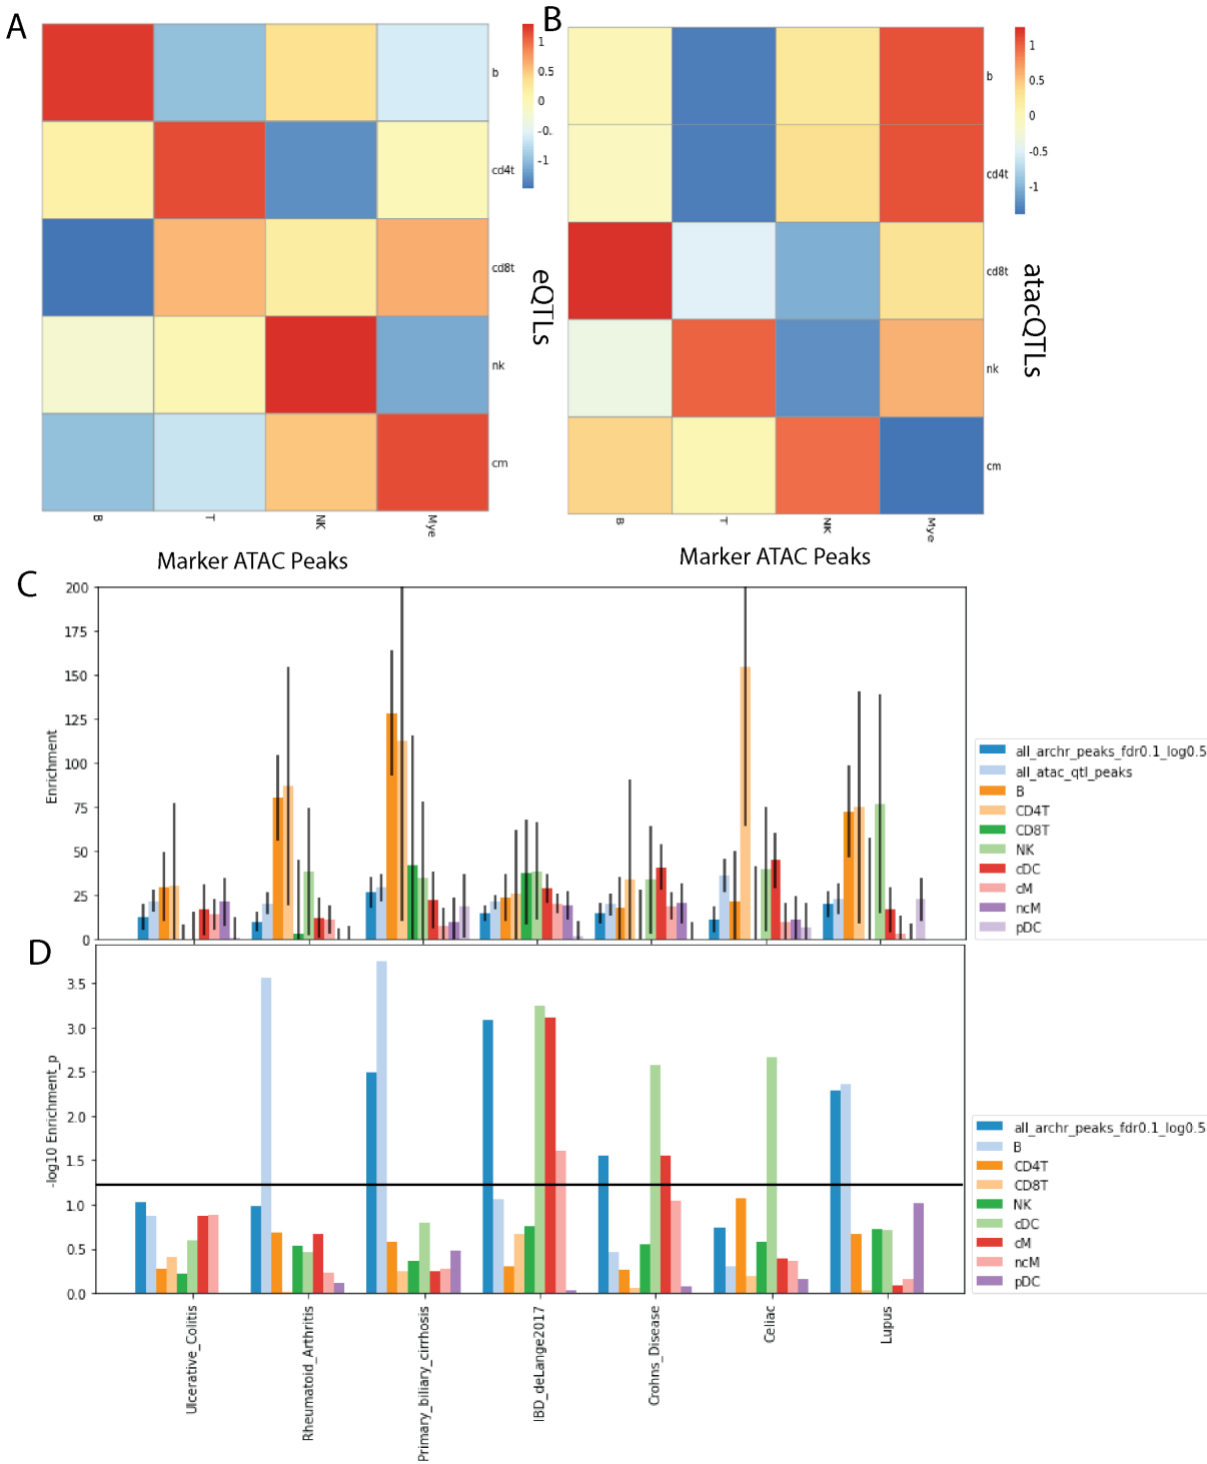 A
1
0.5
0
-0.
-1
b
cd4t
cd8t
nk
cm
eQTLs
B
T
NK
Mye
Marker ATAC Peaks
B
1
0.5
0
-0.5
-1
b
cd4t
cd8t
nk
cm
atacQTLs
B
T
NK
Mye
Marker ATAC Peaks
C
200
175
150
125
100
75
50
25
0
Enrichment
all_archr_peaks_fdr0.1_log0.5
all_atac_qtl_peaks
B
CD4T
CD8T
NK
cDC
cM
ncM
pDC
D
3.5
3.0
2.5
2.0
1.5
1.0
0.5
0.0
-log10 Enrichment_p
all_archr_peaks_fdr0.1_log0.5
B
CD4T
CD8T
NK
cDC
cM
ncM
pDC
Ulcerative_Colitis
Rheumatoid_Arthritis
Primary_biliary_cirrhosis
IBD_deLange2017
Crohns_Disease
Celiac
Lupus